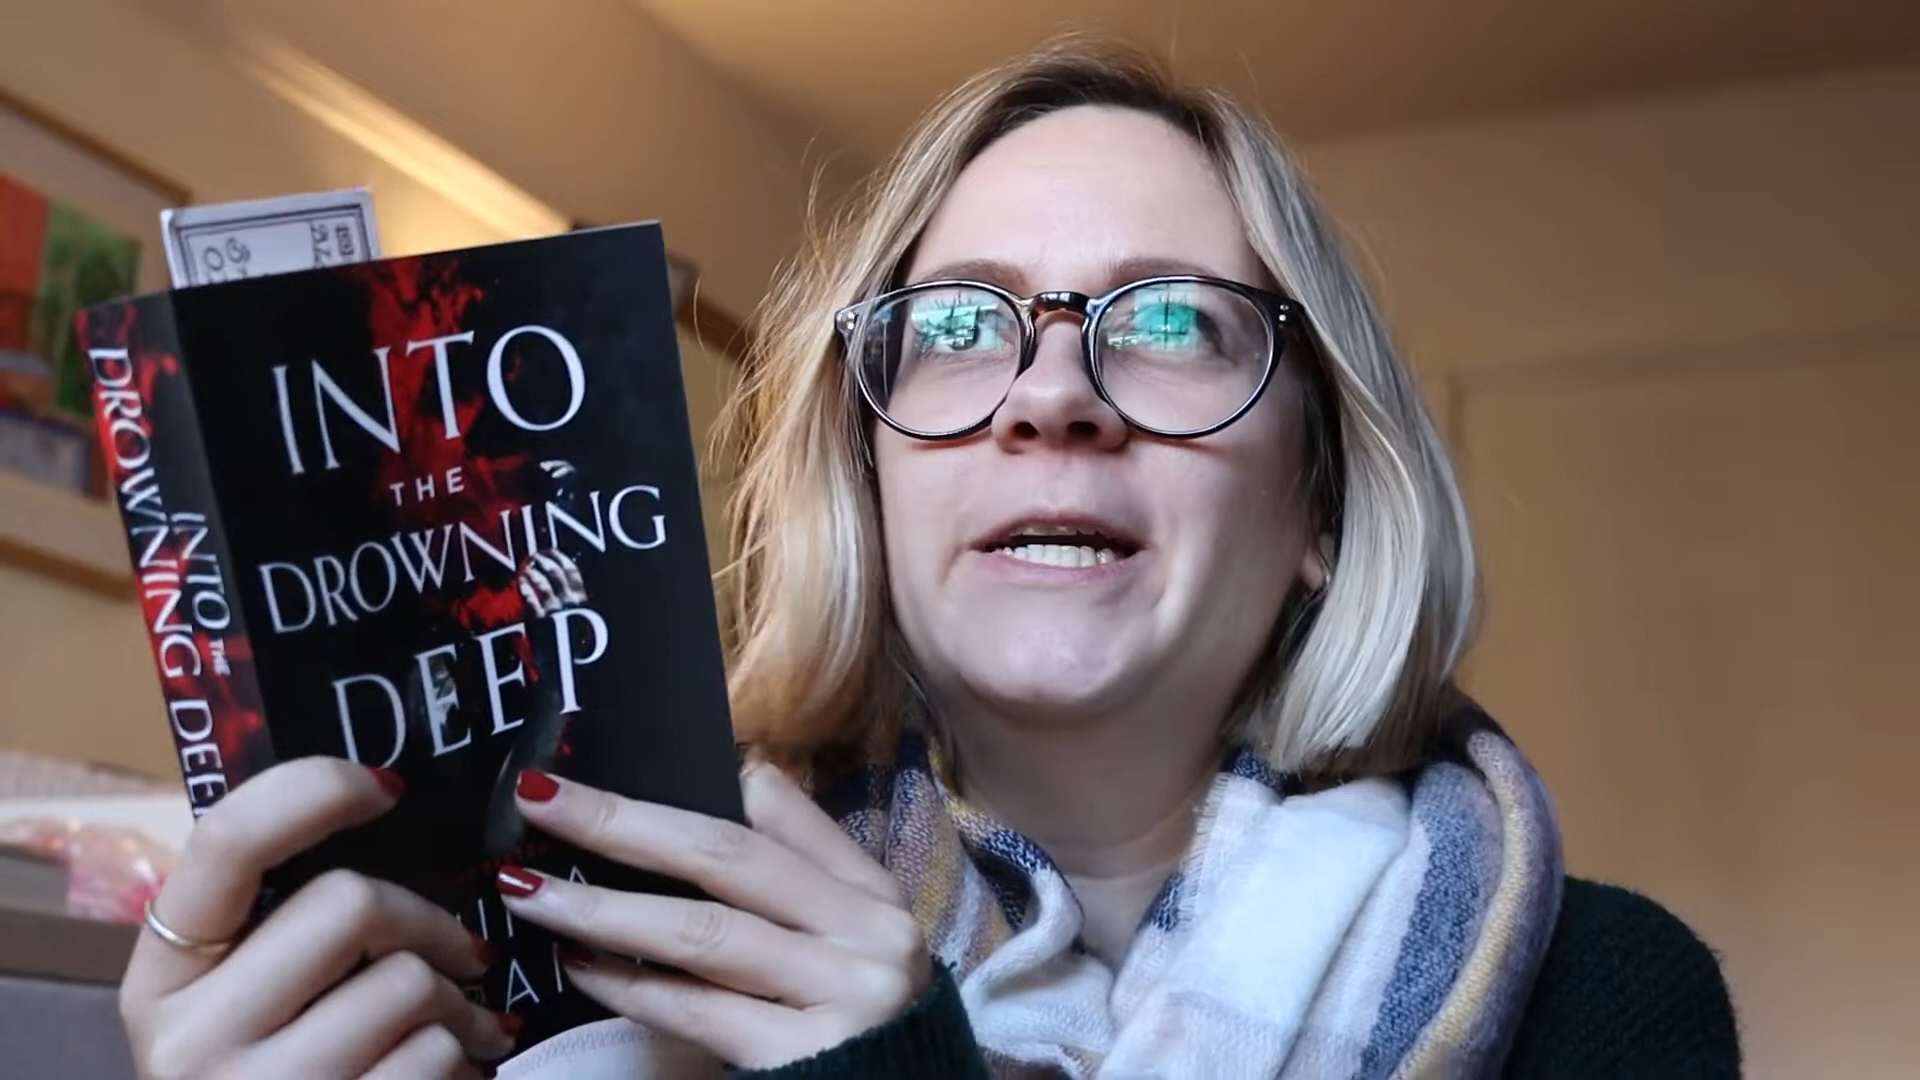 INTO
THE
DROWNING
DEEP
INTO THE
DROWNING DEEP